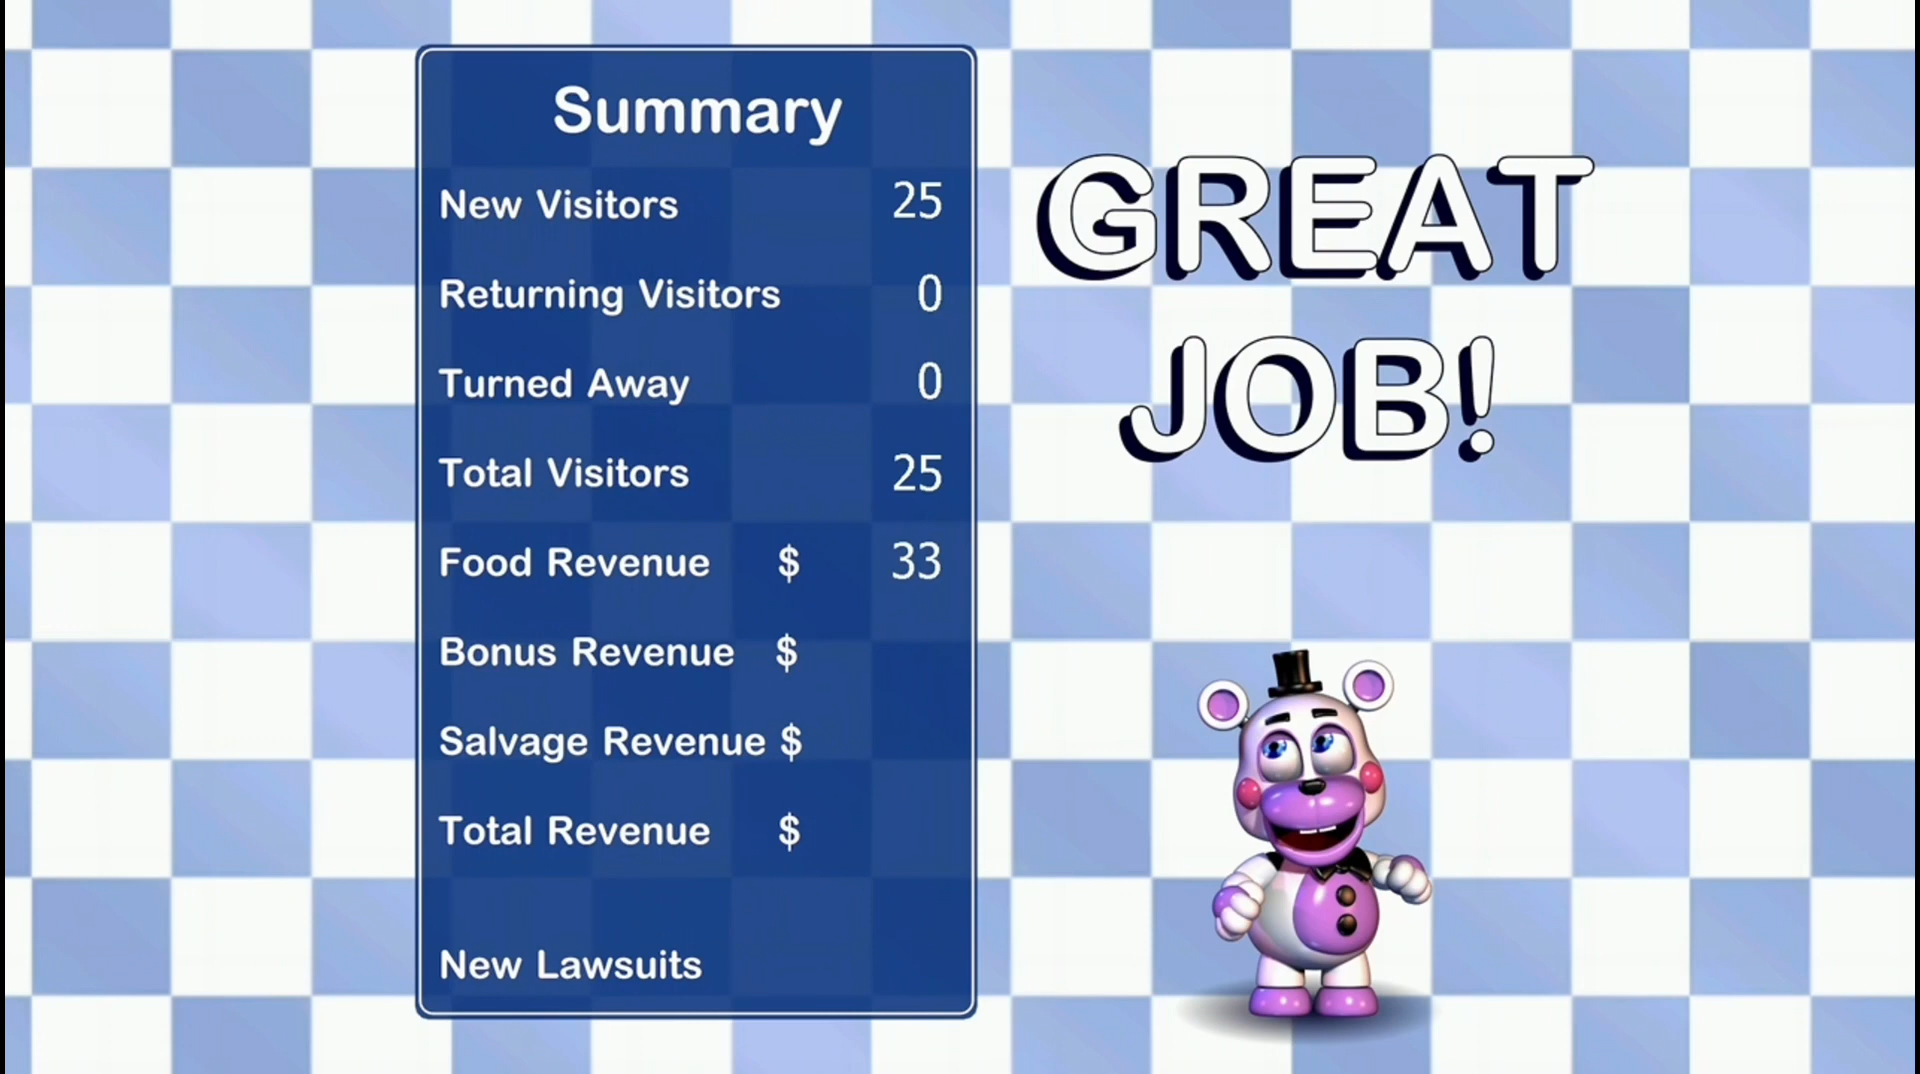 Summary
New Visitors 25
Returning Visitors 0
Turned Away 0
Total Visitors 25
Food Revenue $ 33
Bonus Revenue $
Salvage Revenue $
Total Revenue $
New Lawsuits
GREAT
JOB!